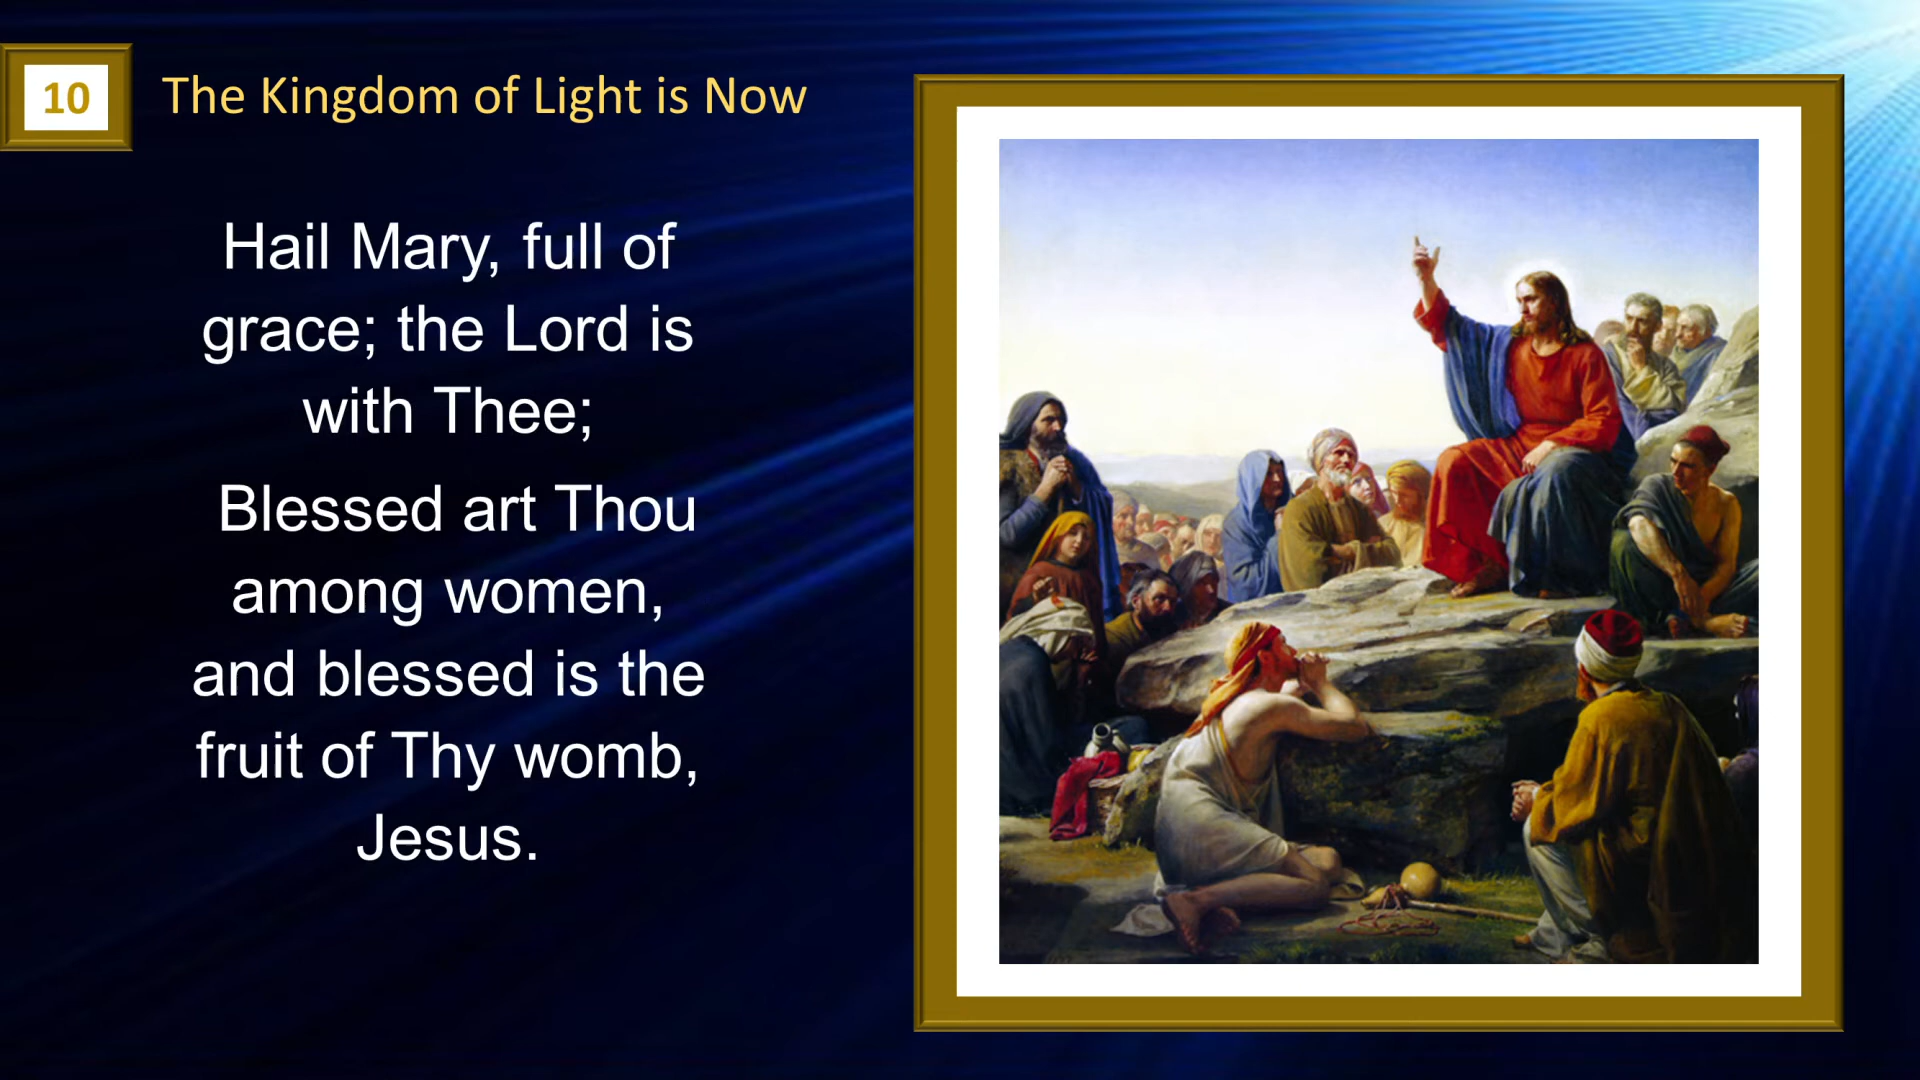 10
The Kingdom of Light is Now
Hail Mary, full of
grace; the Lord is
with Thee;
Blessed art Thou
among women,
and blessed is the
fruit of Thy womb,
Jesus.